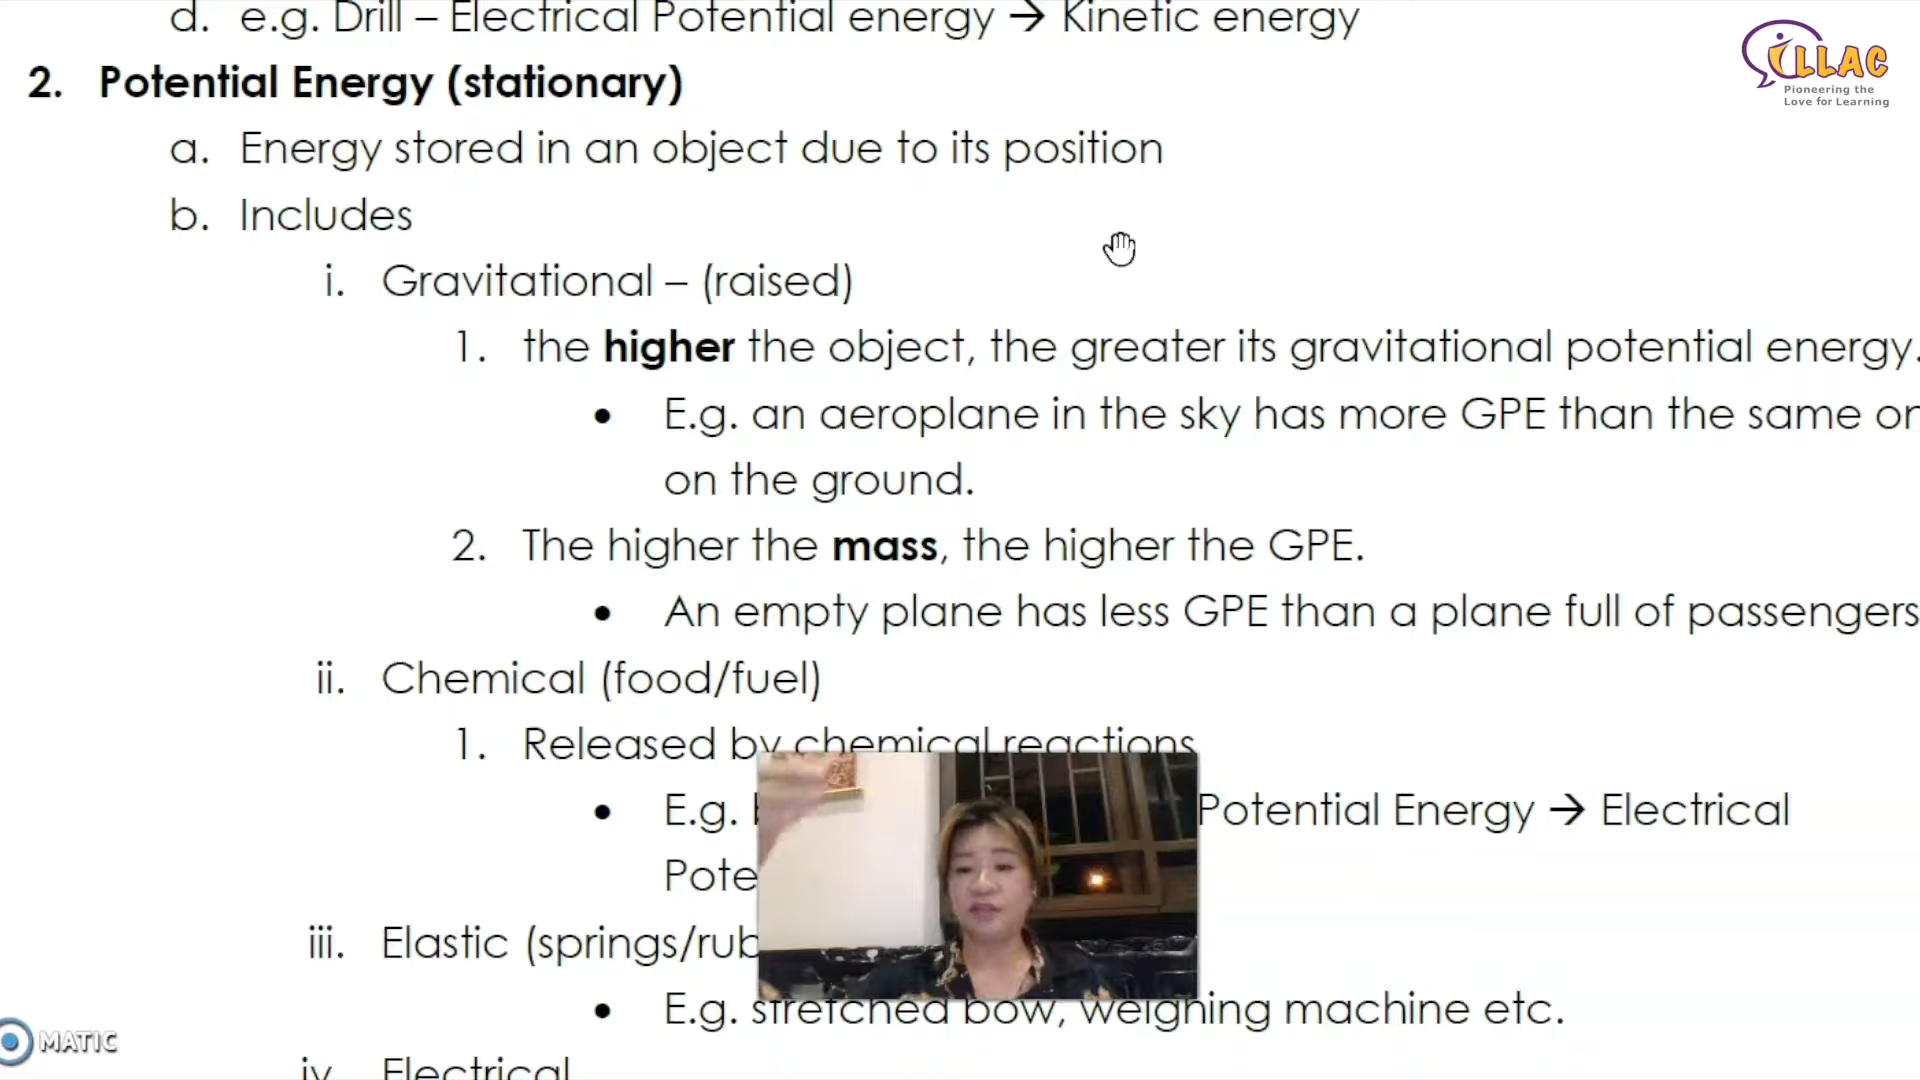 d. e.g. Drill – Electrical Potential energy → Kinetic energy
iLLAC
Pioneering the
Love for Learning
2. Potential Energy (stationary)
a. Energy stored in an object due to its position
b. Includes
i. Gravitational – (raised)
1. the higher the object, the greater its gravitational potential energy.
• E.g. an aeroplane in the sky has more GPE than the same
on the ground.
2. The higher the mass, the higher the GPE.
• An empty plane has less GPE than a plane full of passengers
ii. Chemical (food/fuel)
1. Released by chemical reactions
• E.g. Potential Energy → Electrical
iii. Elastic (springs/
• E.g. stretched bow, weighing machine etc.
MATIC
iv. Electrical